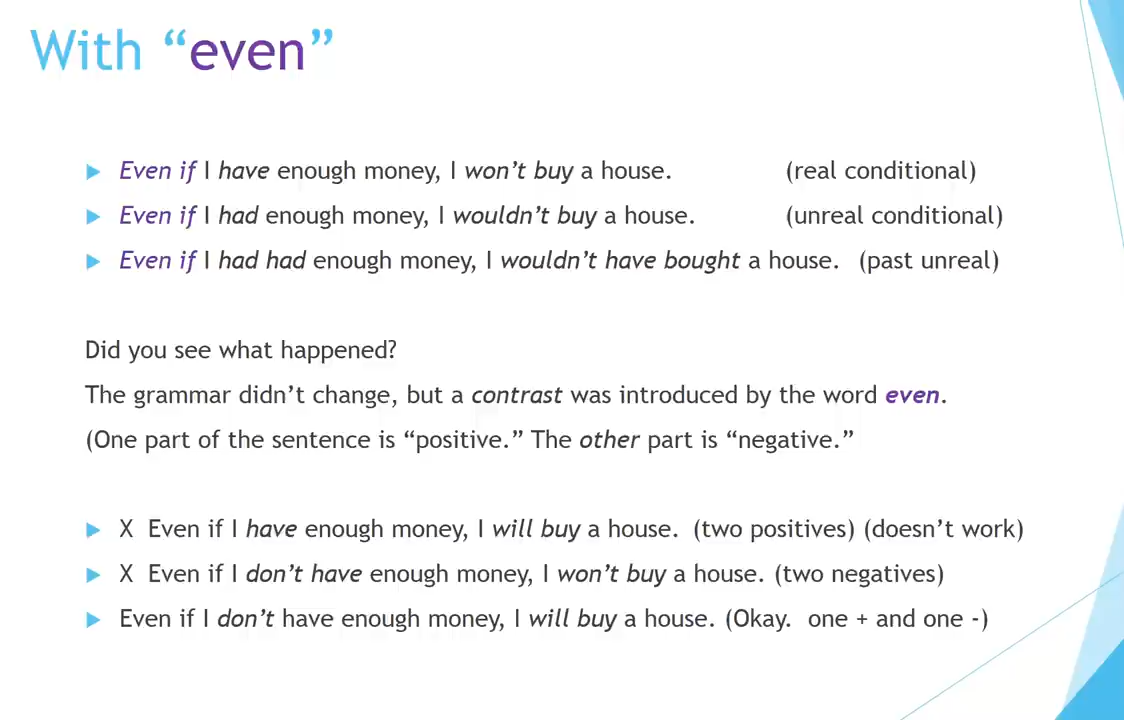 With “even”
Even if I have enough money, I won’t buy a house. (real conditional)
Even if I had enough money, I wouldn’t buy a house. (unreal conditional)
Even if I had had enough money, I wouldn’t have bought a house. (past unreal)
Did you see what happened?
The grammar didn’t change, but a contrast was introduced by the word even.
(One part of the sentence is “positive.” The other part is “negative.”
X Even if I have enough money, I will buy a house. (two positives) (doesn’t work)
X Even if I don’t have enough money, I won’t buy a house. (two negatives)
Even if I don’t have enough money, I will buy a house. (Okay. one + and one -)